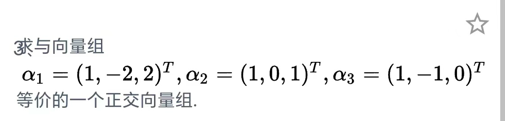 3.求与向量组
α₁ = (1, −2, 2)ᵀ, α₂ = (1, 0, 1)ᵀ, α₃ = (1, −1, 0)ᵀ
等价的一个正交向量组.